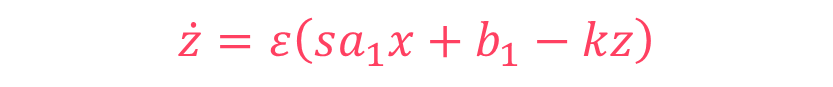 ż = ε(sa₁x + b₁ − kz)